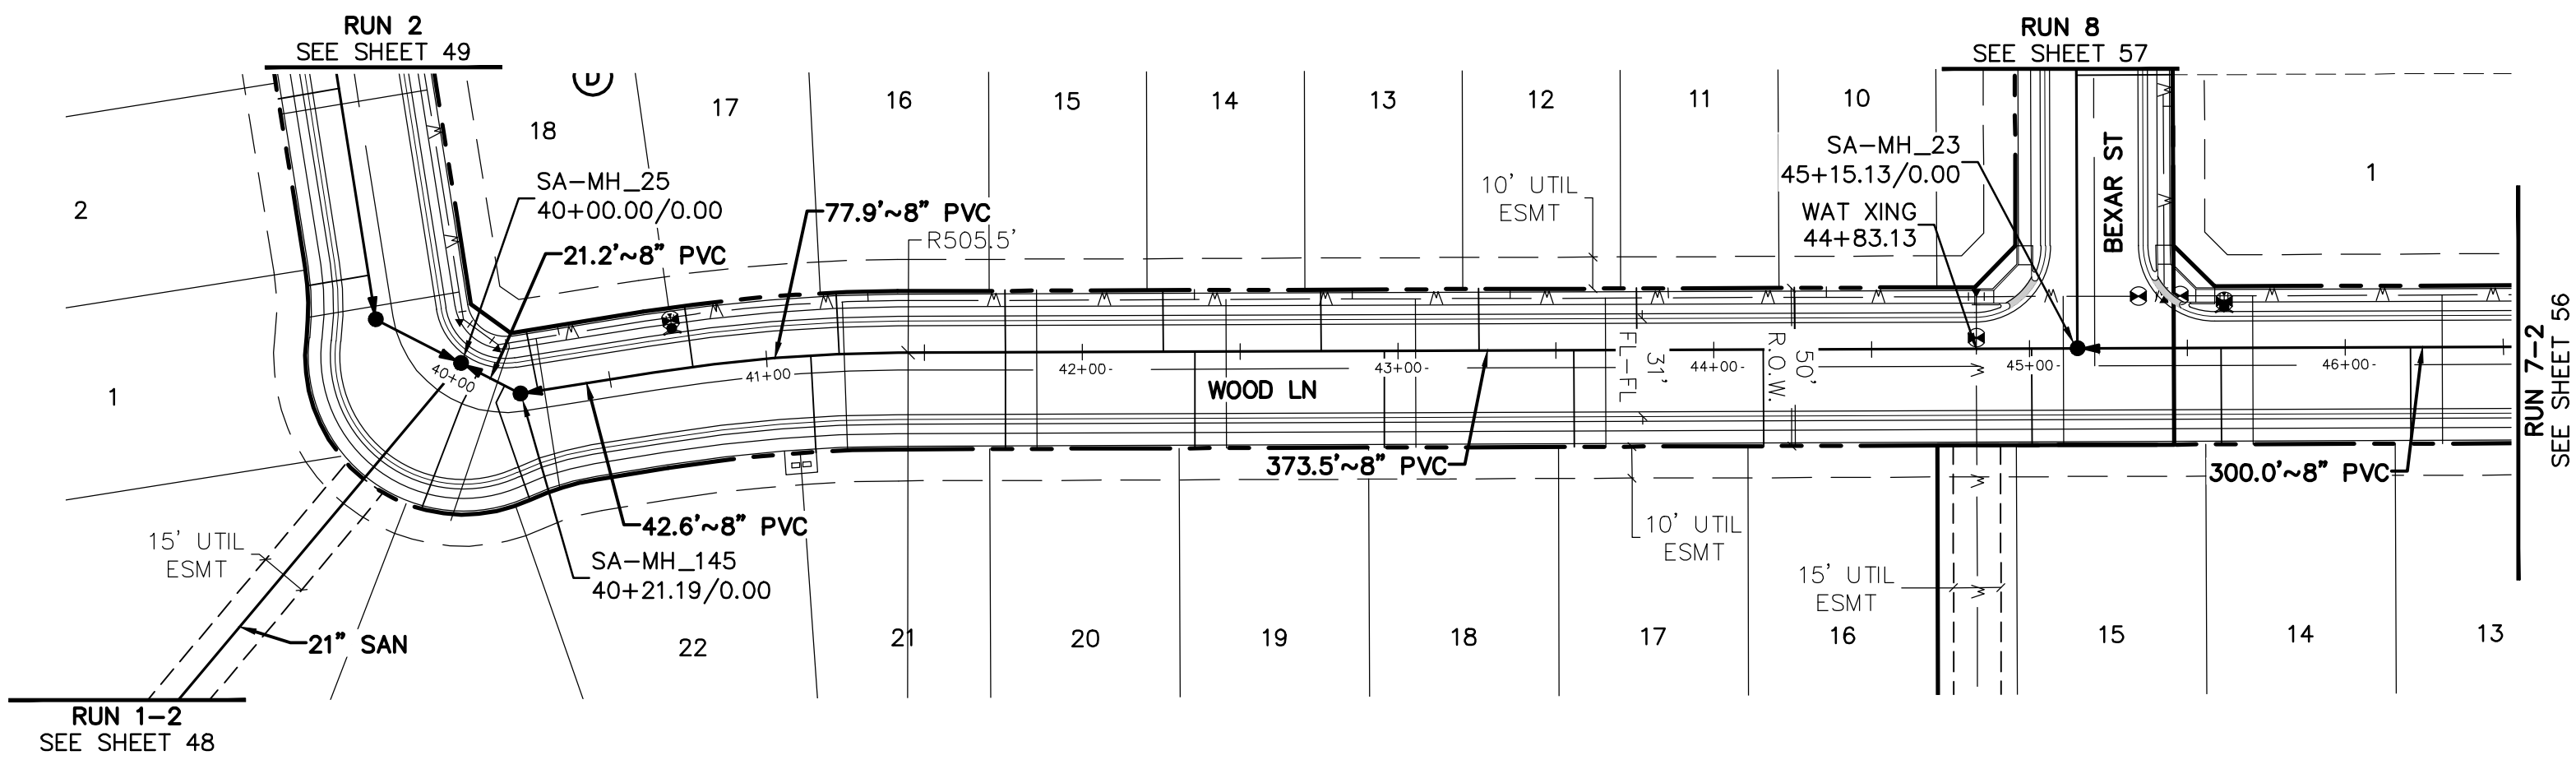 RUN 2
SEE SHEET 49
RUN 8
SEE SHEET 57
D
17
16
15
14
13
12
11
10
18
1
2
1
SA-MH_25
40+00.00/0.00
77.9'~8" PVC
R505.5'
21.2'~8" PVC
10' UTIL
ESMT
SA-MH_23
45+15.13/0.00
WAT XING
44+83.13
BEXAR ST
40+00
41+00
42+00
43+00
44+00
45+00
46+00
WOOD LN
31'
FL-FL
50'
R.O.W.
RUN 7-2
SEE SHEET 56
373.5'~8" PVC
300.0'~8" PVC
42.6'~8" PVC
SA-MH_145
40+21.19/0.00
15' UTIL
ESMT
10' UTIL
ESMT
15' UTIL
ESMT
21" SAN
22
21
20
19
18
17
16
15
14
13
RUN 1-2
SEE SHEET 48